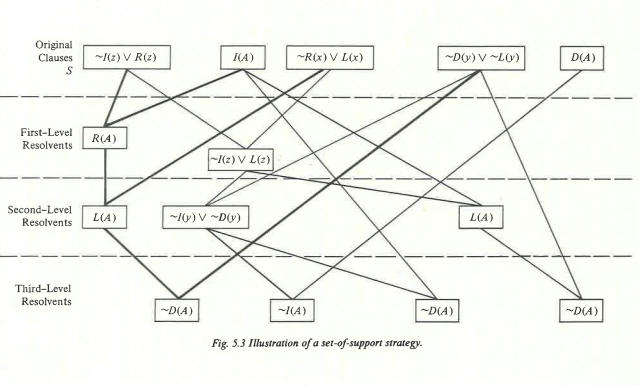 Original
Clauses
S
~I(z) ∨ R(z)
I(A)
~R(x) ∨ L(x)
~D(y) ∨ ~L(y)
D(A)
First–Level
Resolvents
R(A)
~I(z) ∨ L(z)
Second–Level
Resolvents
L(A)
~I(y) ∨ ~D(y)
L(A)
Third–Level
Resolvents
~D(A)
~I(A)
~D(A)
~D(A)
Fig. 5.3 Illustration of a set-of-support strategy.